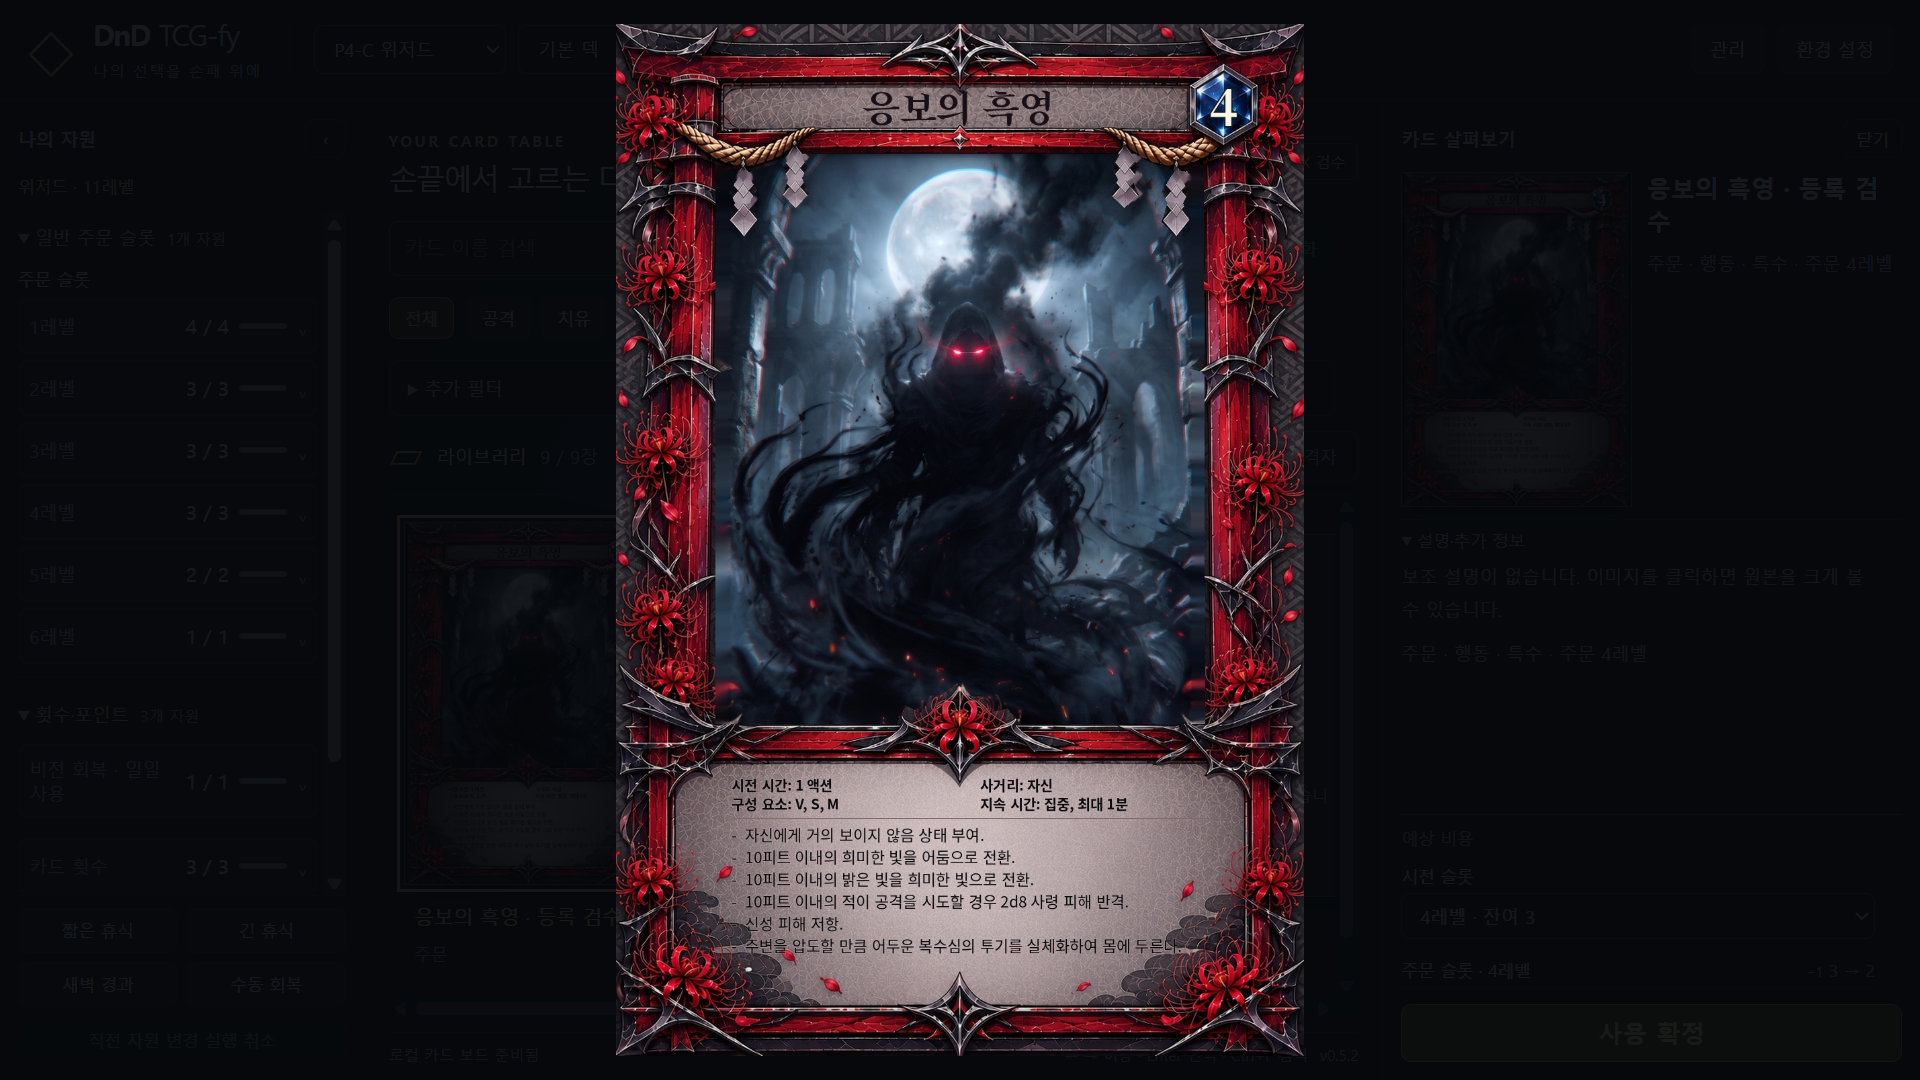 DnD TCG-fy
나의 선택을 손패 위에
P4-C 위저드
기본 덱
관리
환경 설정
나의 자원
위저드 · 11레벨
일반 주문 슬롯 1개 자원
주문 슬롯
1레벨 4 / 4
2레벨 3 / 3
3레벨 3 / 3
4레벨 3 / 3
5레벨 2 / 2
6레벨 1 / 1
횟수·포인트 3개 자원
비전 회복 · 일일 사용 1 / 1
카드 횟수 3 / 3
짧은 휴식
긴 휴식
새벽 경과
수동 회복
직전 자원 변경 실행 취소
YOUR CARD TABLE
손끝에서 고르는
카드 이름 검색
전체
공격
치유
추가 필터
라이브러리 9 / 9장
응보의 흑영 · 등록 검수
주문
로컬 카드 보드 준비됨
응보의 흑영
4
시전 시간: 1 액션
사거리: 자신
구성 요소: V, S, M
지속 시간: 집중, 최대 1분
- 자신에게 거의 보이지 않음 상태 부여.
- 10피트 이내의 희미한 빛을 어둠으로 전환.
- 10피트 이내의 밝은 빛을 희미한 빛으로 전환.
- 10피트 이내의 적이 공격을 시도할 경우 2d8 사령 피해 반격.
- 신성 피해 저항.
- 주변을 압도할 만큼 어두운 복수심의 투기를 실체화하여 몸에 두른다.
검수
v0.5.2
카드 살펴보기
닫기
응보의 흑영 · 등록 검
수
주문 · 행동 · 특수 · 주문 4레벨
설명·추가 정보
보조 설명이 없습니다. 이미지를 클릭하면 원본을 크게 볼
수 있습니다.
주문 · 행동 · 특수 · 주문 4레벨
예상 비용
시전 슬롯
4레벨 · 잔여 3
주문 슬롯 · 4레벨
-1 3 → 2
사용 확정